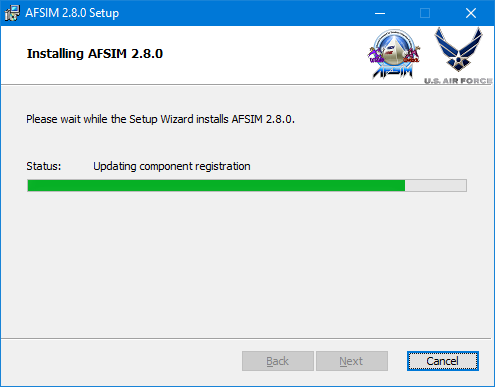 AFSIM 2.8.0 Setup
Installing AFSIM 2.8.0
AFSIM
U.S. AIR FORCE
Please wait while the Setup Wizard installs AFSIM 2.8.0.
Status: Updating component registration
Back Next Cancel